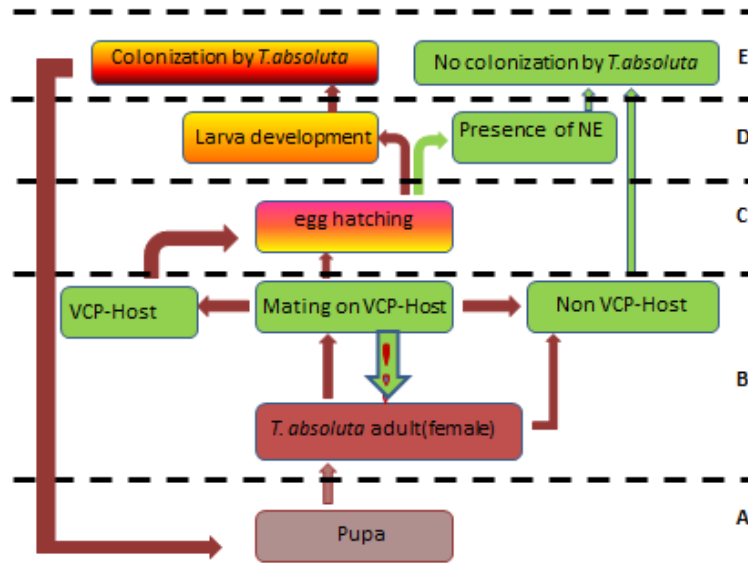 Colonization by T.absoluta
No colonization by T.absoluta
E
Larva development
Presence of NE
D
egg hatching
C
VCP-Host
Mating on VCP-Host
Non VCP-Host
B
T. absoluta adult(female)
Pupa
A